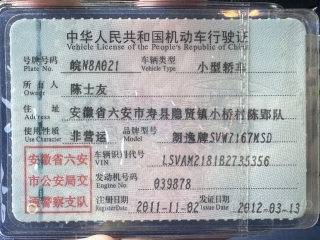 中华人民共和国机动车行驶证
Vehicle License of the People's Republic of China
号牌号码 皖N8A021 车辆类型 小型轿车
Plate No. Vehicle Type
所有人 陈士友
Owner
住址 安徽省六安市寿县隐贤镇小桥村陈郢队
Address
使用性质 非营运 品牌型号 朗逸牌SVW7167MSD
Use Character Model
安徽省六安 车辆识别代号 LSVAM2181B2735356
VIN
市公安局交 发动机号码 039878
Engine No.
通警察支队 注册日期 2011-11-02 发证日期 2012-03-13
Register Date Issue Date